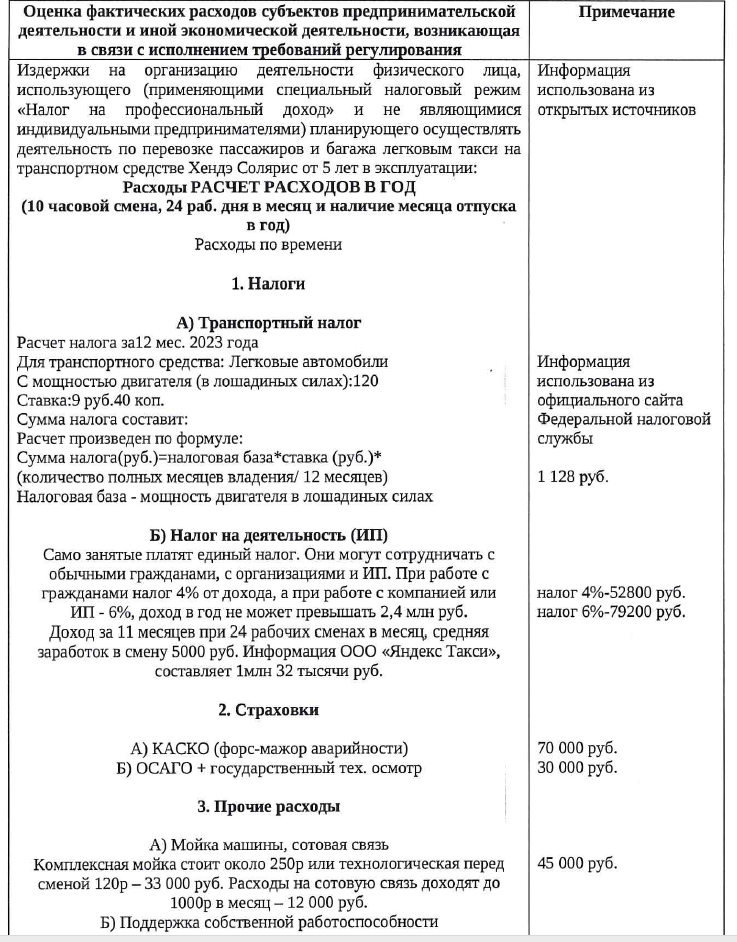 Оценка фактических расходов субъектов предпринимательской
деятельности и иной экономической деятельности, возникающая
в связи с исполнением требований регулирования
Примечание
Издержки на организацию деятельности физического лица,
использующего (применяющими специальный налоговый режим
«Налог на профессиональный доход» и не являющимися
индивидуальными предпринимателями) планирующего осуществлять
деятельность по перевозке пассажиров и багажа легковым такси на
транспортном средстве Хендэ Солярис от 5 лет в эксплуатации:
Информация
использована из
открытых источников
Расходы РАСЧЕТ РАСХОДОВ В ГОД
(10 часовой смена, 24 раб. дня в месяц и наличие месяца отпуска
в год)
Расходы по времени
1. Налоги
А) Транспортный налог
Расчет налога за12 мес. 2023 года
Для транспортного средства: Легковые автомобили
С мощностью двигателя (в лошадиных силах):120
Ставка:9 руб.40 коп.
Сумма налога составит:
Расчет произведен по формуле:
Сумма налога(руб.)=налоговая база*ставка (руб.)*
(количество полных месяцев владения/ 12 месяцев)
Налоговая база - мощность двигателя в лошадиных силах
Информация
использована из
официального сайта
Федеральной налоговой
службы
1 128 руб.
Б) Налог на деятельность (ИП)
Само занятые платят единый налог. Они могут сотрудничать с
обычными гражданами, с организациями и ИП. При работе с
гражданами налог 4% от дохода, а при работе с компанией или
ИП - 6%, доход в год не может превышать 2,4 млн руб.
Доход за 11 месяцев при 24 рабочих сменах в месяц, средняя
заработок в смену 5000 руб. Информация ООО «Яндекс Такси»,
составляет 1млн 32 тысячи руб.
налог 4%-52800 руб.
налог 6%-79200 руб.
2. Страховки
А) КАСКО (форс-мажор аварийности)
70 000 руб.
Б) ОСАГО + государственный тех. осмотр
30 000 руб.
3. Прочие расходы
А) Мойка машины, сотовая связь
Комплексная мойка стоит около 250р или технологическая перед
сменой 120р – 33 000 руб. Расходы на сотовую связь доходят до
1000р в месяц – 12 000 руб.
45 000 руб.
Б) Поддержка собственной работоспособности